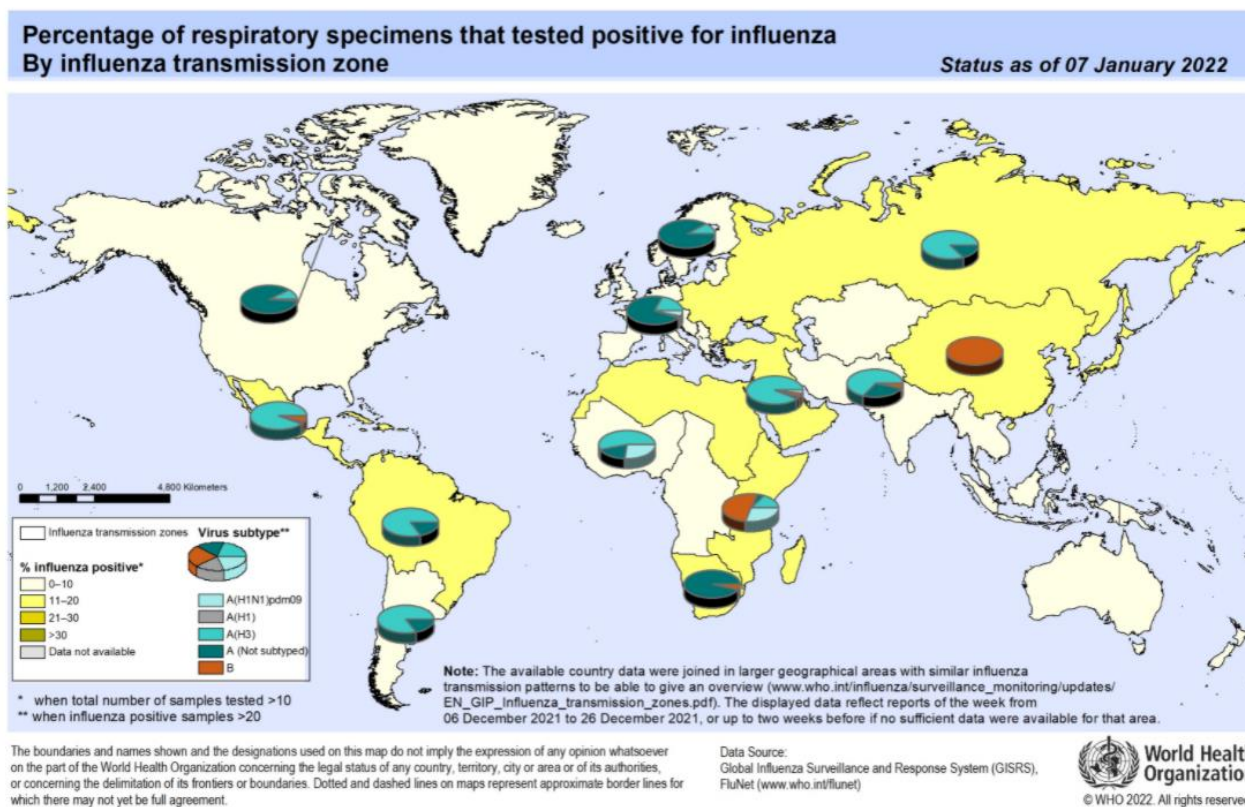 Percentage of respiratory specimens that tested positive for influenza
By influenza transmission zone
Status as of 07 January 2022
0 1,200 2,400 4,800 Kilometers
Influenza transmission zones
% influenza positive*
0–10
11–20
21–30
>30
Data not available
Virus subtype**
A(H1N1)pdm09
A(H1)
A(H3)
A (Not subtyped)
B
* when total number of samples tested >10
** when influenza positive samples >20
Note: The available country data were joined in larger geographical areas with similar influenza
transmission patterns to be able to give an overview (www.who.int/influenza/surveillance_monitoring/updates/
EN_GIP_Influenza_transmission_zones.pdf). The displayed data reflect reports of the week from
06 December 2021 to 26 December 2021, or up to two weeks before if no sufficient data were available for that area.
The boundaries and names shown and the designations used on this map do not imply the expression of any opinion whatsoever
on the part of the World Health Organization concerning the legal status of any country, territory, city or area or of its authorities,
or concerning the delimitation of its frontiers or boundaries. Dotted and dashed lines on maps represent approximate border lines for
which there may not yet be full agreement.
Data Source:
Global Influenza Surveillance and Response System (GISRS),
FluNet (www.who.int/flunet)
World Health
Organization
© WHO 2022. All rights reserved